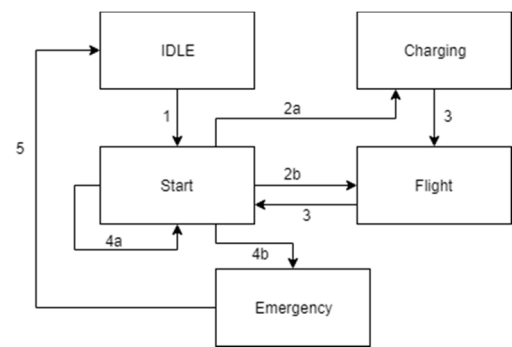 IDLE
Charging
1
2a
3
5
Start
2b
Flight
3
4a
4b
Emergency